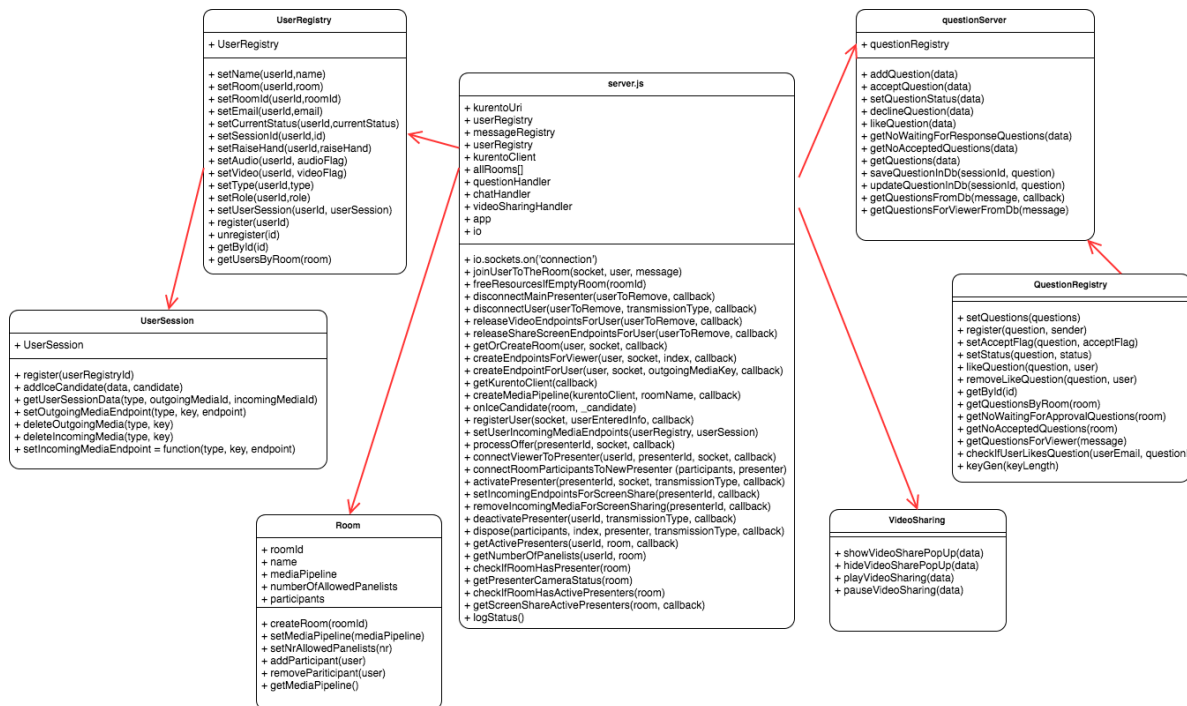 UserRegistry
+ UserRegistry
+ setName(userId,name)
+ setRoom(userId,room)
+ setRoomId(userId,roomId)
+ setEmail(userId,email)
+ setCurrentStatus(userId,currentStatus)
+ setSessionId(userId,id)
+ setRaiseHand(userId,raiseHand)
+ setAudio(userId, audioFlag)
+ setVideo(userId, videoFlag)
+ setType(userId,type)
+ setRole(userId,role)
+ setUserSession(userId, userSession)
+ register(userId)
+ unregister(id)
+ getById(id)
+ getUsersByRoom(room)
UserSession
+ UserSession
+ register(userRegistryId)
+ addIceCandidate(data, candidate)
+ getUserSessionData(type, outgoingMediaId, incomingMediaId)
+ setOutgoingMediaEndpoint(type, key, endpoint)
+ deleteOutgoingMedia(type, key)
+ deleteIncomingMedia(type, key)
+ setIncomingMediaEndpoint = function(type, key, endpoint)
Room
+ roomId
+ name
+ mediaPipeline
+ numberOfAllowedPanelists
+ participants
+ createRoom(roomId)
+ setMediaPipeline(mediaPipeline)
+ setNrAllowedPanelists(nr)
+ addParticipant(user)
+ removePariticipant(user)
+ getMediaPipeline()
server.js
+ kurentoUri
+ userRegistry
+ messageRegistry
+ userRegistry
+ kurentoClient
+ allRooms[]
+ questionHandler
+ chatHandler
+ videoSharingHandler
+ app
+ io
+ io.sockets.on('connection')
+ joinUserToTheRoom(socket, user, message)
+ freeResourcesIfEmptyRoom(roomId)
+ disconnectMainPresenter(userToRemove, callback)
+ disconnectUser(userToRemove, transmissionType, callback)
+ releaseVideoEndpointsForUser(userToRemove, callback)
+ releaseShareScreenEndpointsForUser(userToRemove, callback)
+ getOrCreateRoom(user, socket, callback)
+ createEndpointsForViewer(user, socket, index, callback)
+ createEndpointForUser(user, socket, outgoingMediaKey, callback)
+ getKurentoClient(callback)
+ createMediaPipeline(kurentoClient, roomName, callback)
+ onIceCandidate(room, _candidate)
+ registerUser(socket, userEnteredInfo, callback)
+ setUserIncomingMediaEndpoints(userRegistry, userSession)
+ processOffer(presenterId, socket, callback)
+ connectViewerToPresenter(userId, presenterId, socket, callback)
+ connectRoomParticipantsToNewPresenter (participants, presenter)
+ activatePresenter(presenterId, socket, transmissionType, callback)
+ setIncomingEndpointsForScreenShare(presenterId, callback)
+ removeIncomingMediaForScreenSharing(presenterId, callback)
+ deactivatePresenter(userId, transmissionType, callback)
+ dispose(participants, index, presenter, transmissionType, callback)
+ getActivePresenters(userId, room, callback)
+ getNumberOfPanelists(userId, room)
+ checkIfRoomHasPresenter(room)
+ getPresenterCameraStatus(room)
+ checkIfRoomHasActivePresenters(room)
+ getScreenShareActivePresenters(room, callback)
+ logStatus()
questionServer
+ questionRegistry
+ addQuestion(data)
+ acceptQuestion(data)
+ setQuestionStatus(data)
+ declineQuestion(data)
+ likeQuestion(data)
+ getNoWaitingForResponseQuestions(data)
+ getNoAcceptedQuestions(data)
+ getQuestions(data)
+ saveQuestionInDb(sessionId, question)
+ updateQuestionInDb(sessionId, question)
+ getQuestionsFromDb(message, callback)
+ getQuestionsForViewerFromDb(message)
QuestionRegistry
+ setQuestions(questions)
+ register(question, sender)
+ setAcceptFlag(question, acceptFlag)
+ setStatus(question, status)
+ likeQuestion(question, user)
+ removeLikeQuestion(question, user)
+ getById(id)
+ getQuestionsByRoom(room)
+ getNoWaitingForApprovalQuestions(room)
+ getNoAcceptedQuestions(room)
+ getQuestionsForViewer(message)
+ checkIfUserLikesQuestion(userEmail, questionI
+ keyGen(keyLength)
VideoSharing
+ showVideoSharePopUp(data)
+ hideVideoSharePopUp(data)
+ playVideoSharing(data)
+ pauseVideoSharing(data)